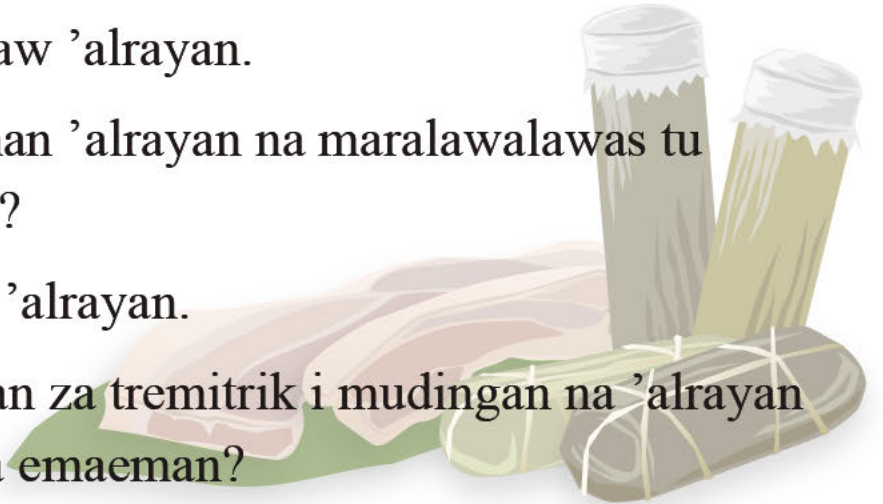 aw ’alrayan.
an ’alrayan na maralawalawas tu
?
’alrayan.
an za tremitrik i mudingan na ’alrayan
emaeman?